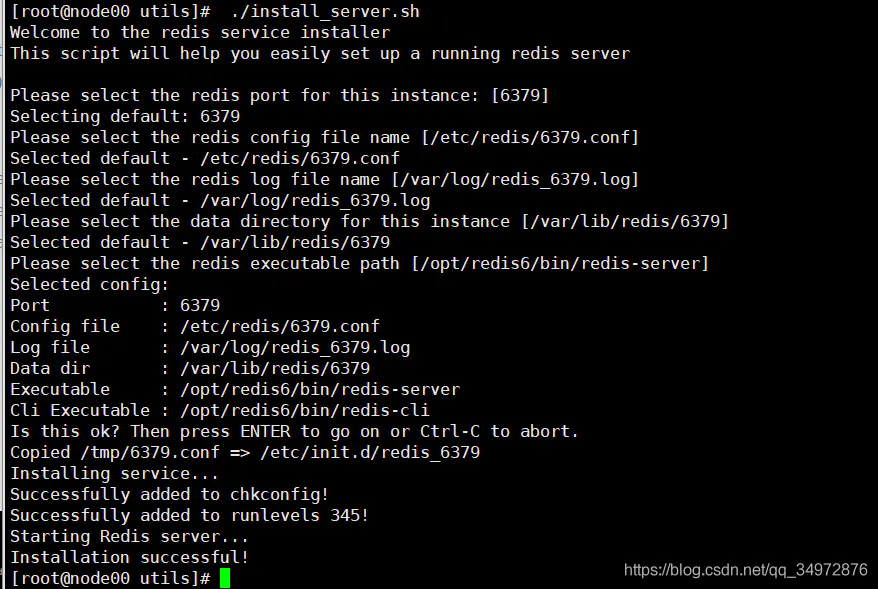 [root@node00 utils]#  ./install_server.sh
Welcome to the redis service installer
This script will help you easily set up a running redis server
Please select the redis port for this instance: [6379]
Selecting default: 6379
Please select the redis config file name [/etc/redis/6379.conf]
Selected default - /etc/redis/6379.conf
Please select the redis log file name [/var/log/redis_6379.log]
Selected default - /var/log/redis_6379.log
Please select the data directory for this instance [/var/lib/redis/6379]
Selected default - /var/lib/redis/6379
Please select the redis executable path [/opt/redis6/bin/redis-server]
Selected config:
Port           : 6379
Config file    : /etc/redis/6379.conf
Log file       : /var/log/redis_6379.log
Data dir       : /var/lib/redis/6379
Executable     : /opt/redis6/bin/redis-server
Cli Executable : /opt/redis6/bin/redis-cli
Is this ok? Then press ENTER to go on or Ctrl-C to abort.
Copied /tmp/6379.conf => /etc/init.d/redis_6379
Installing service...
Successfully added to chkconfig!
Successfully added to runlevels 345!
Starting Redis server...
Installation successful!
[root@node00 utils]#
https://blog.csdn.net/qq_34972876